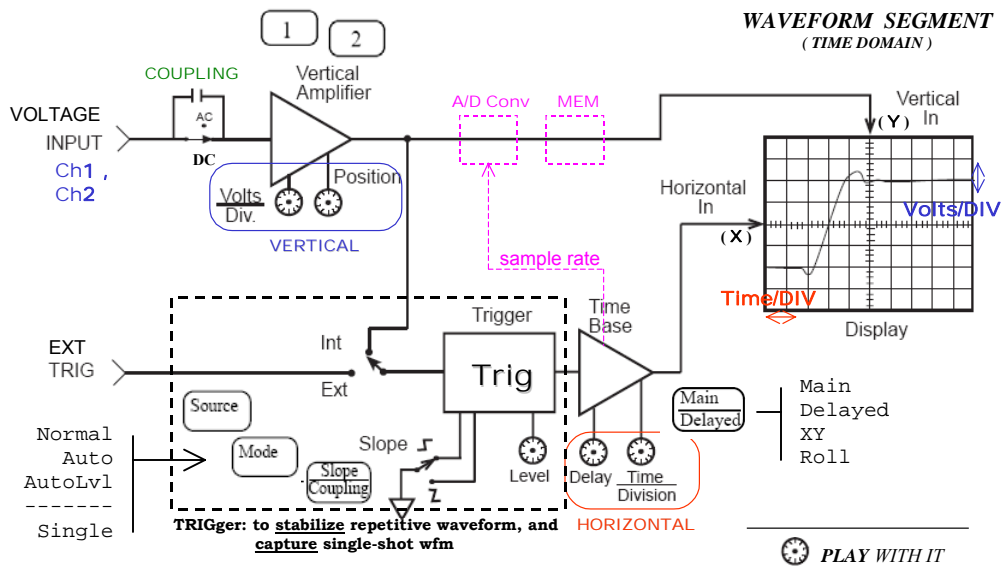 WAVEFORM SEGMENT
( TIME DOMAIN )
1
2
COUPLING
Vertical
Amplifier
A/D Conv
MEM
Vertical
In
(Y)
VOLTAGE
INPUT
Ch1 ,
Ch2
AC
DC
Volts
Div.
Position
VERTICAL
Horizontal
In
(X)
Volts/DIV
sample rate
Time/DIV
Display
Trigger
Time
Base
EXT
TRIG
Int
Ext
Trig
Source
Mode
Slope
Coupling
Slope
Level
Delay
Time
Division
HORIZONTAL
Main
Delayed
Main
Delayed
XY
Roll
Normal
Auto
AutoLvl
-------
Single
TRIGger: to stabilize repetitive waveform, and
capture single-shot wfm
PLAY WITH IT